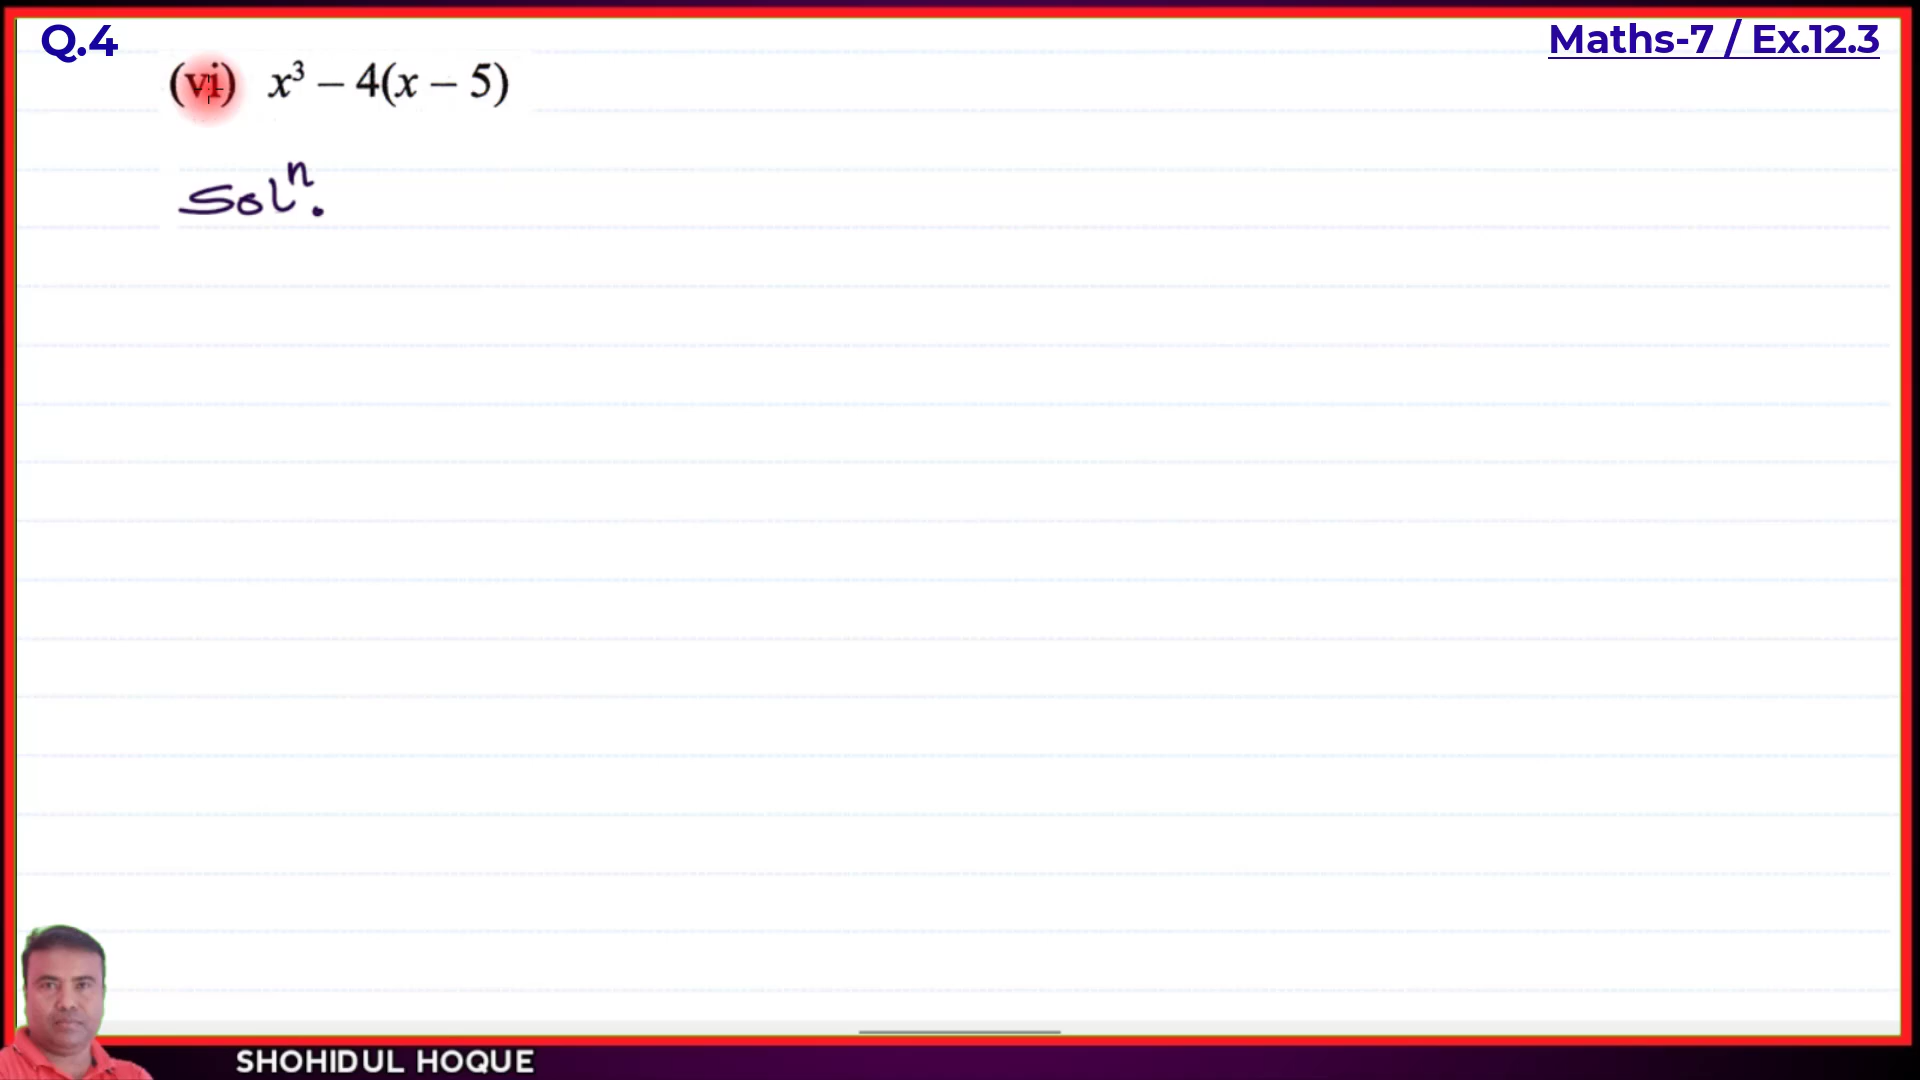 Q.4
Maths-7 / Ex.12.3
(vi) x³ – 4(x – 5)
Solⁿ.
SHOHIDUL HOQUE